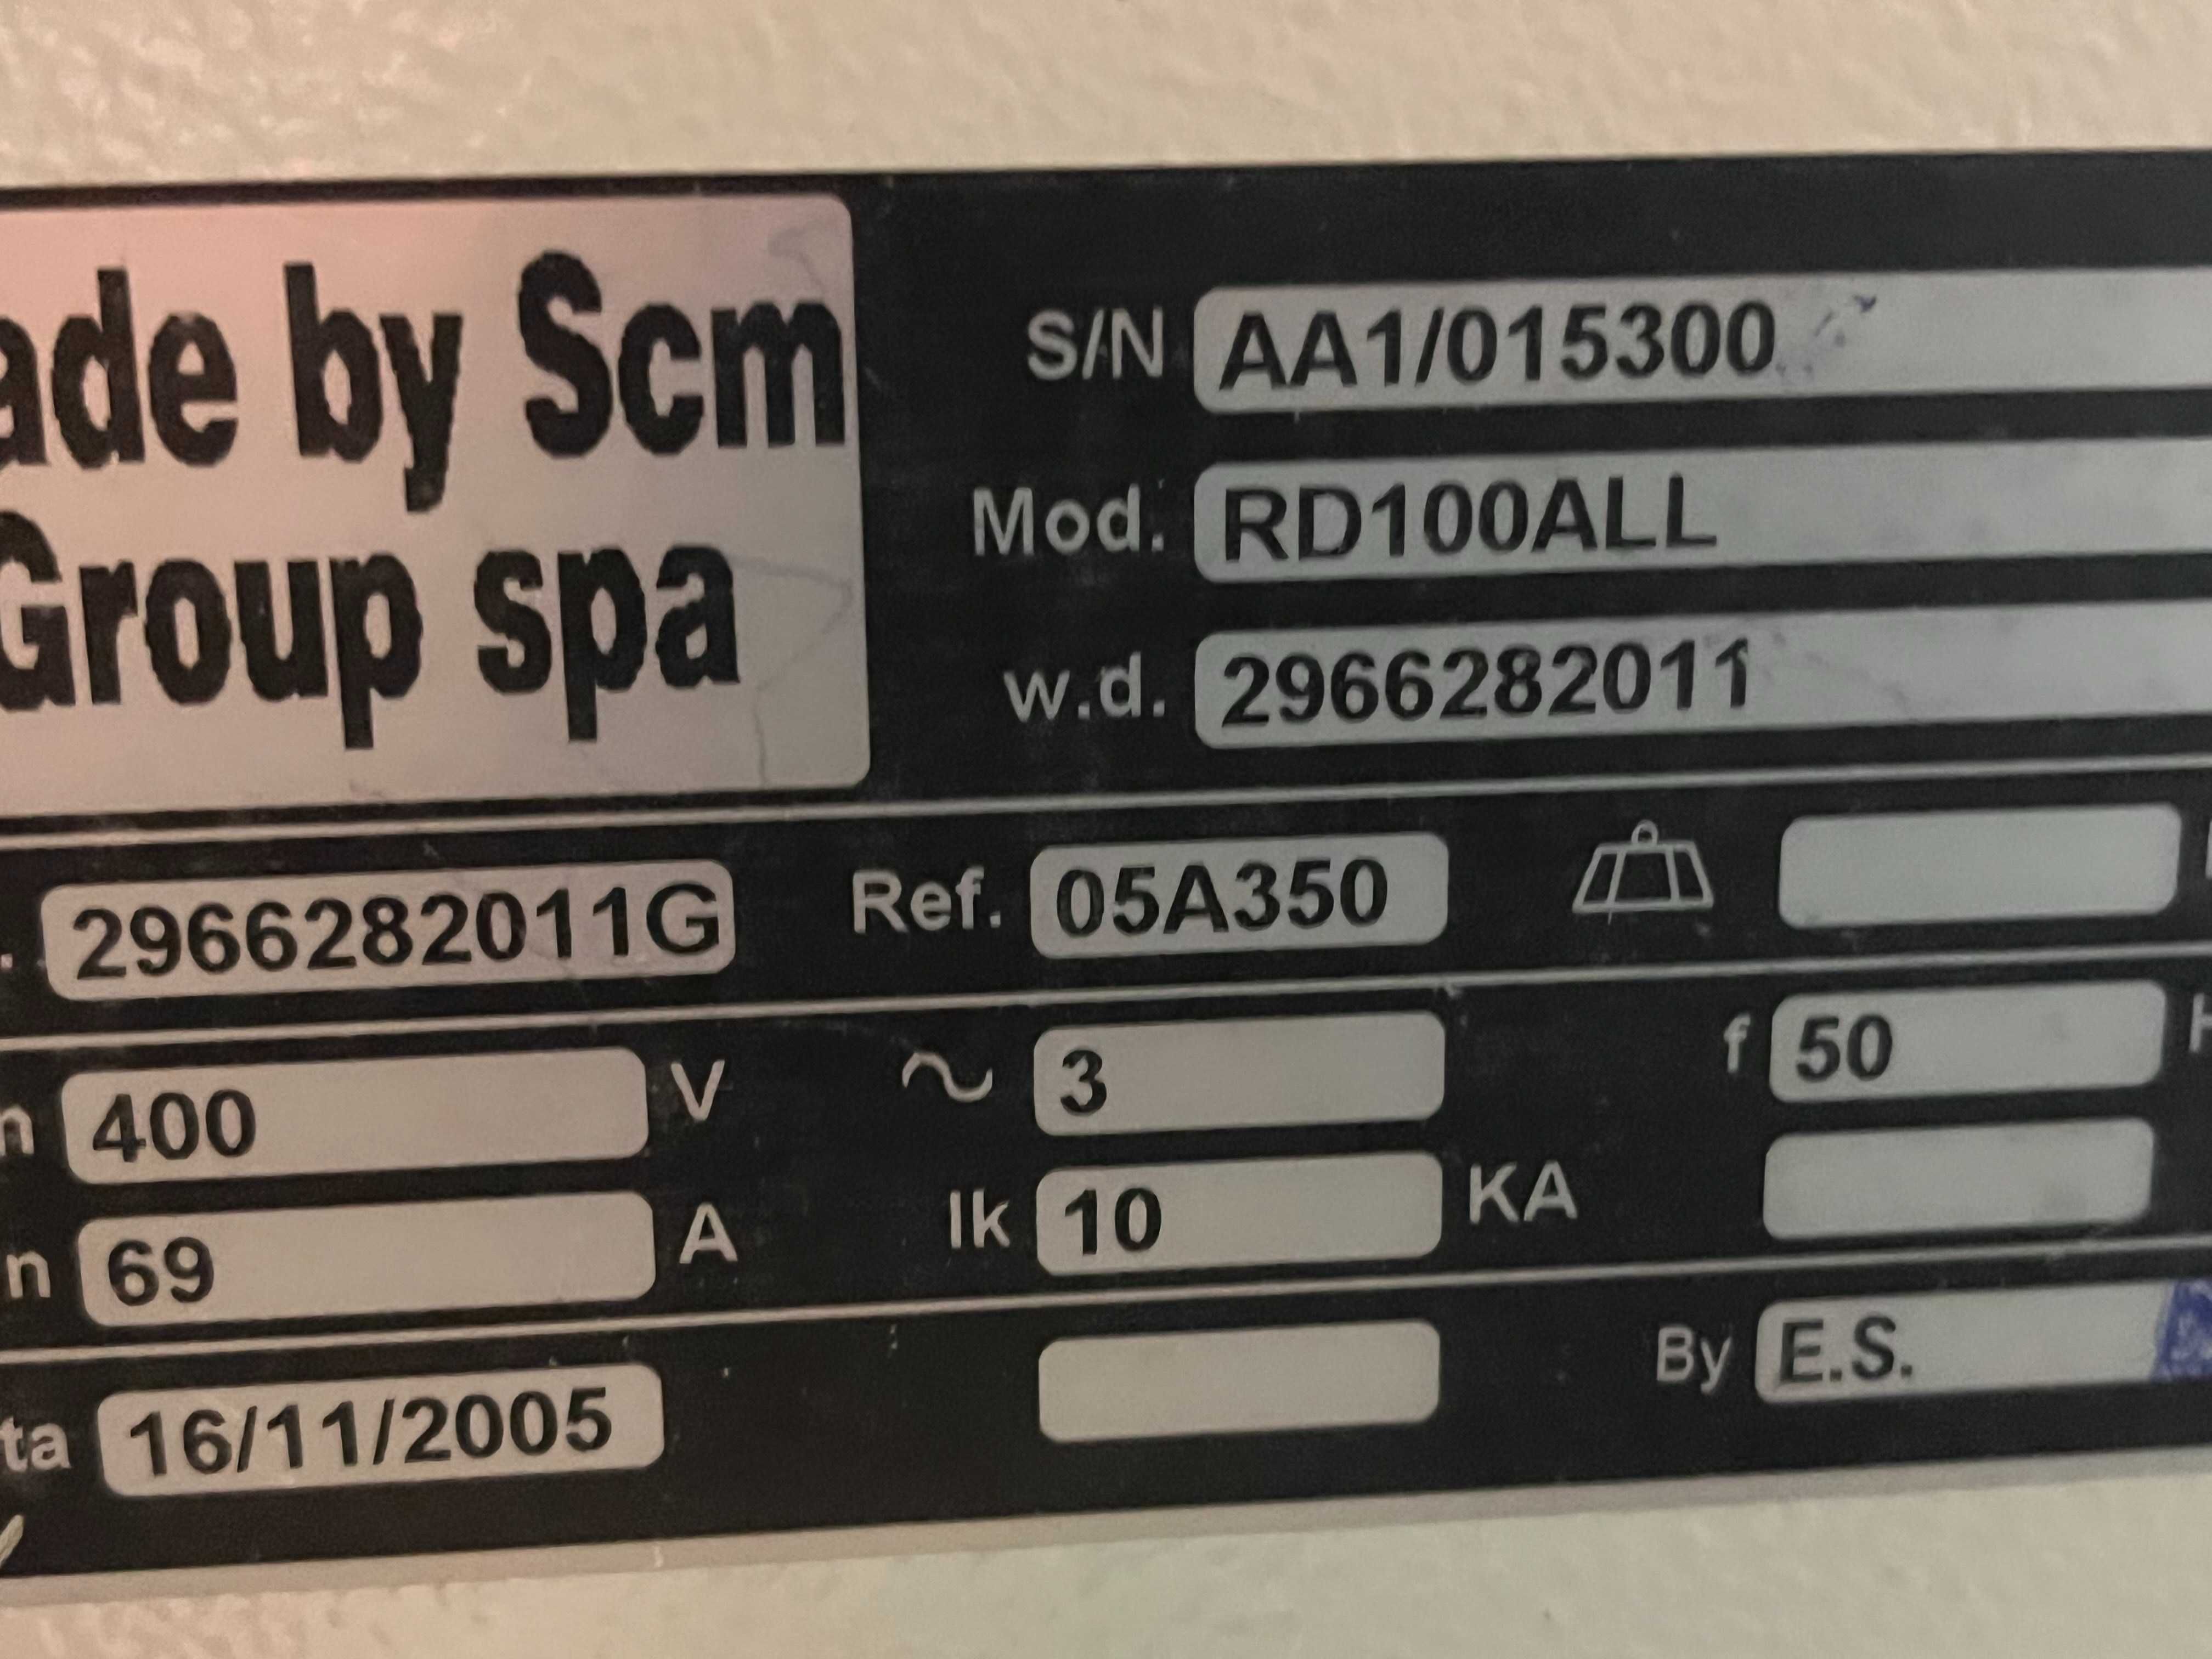 ade by Scm
Group spa
S/N AA1/015300
Mod. RD100ALL
w.d. 2966282011
. 2966282011G Ref. 05A350
n 400 V ~ 3 f 50 H
n 69 A Ik 10 KA
ta 16/11/2005 By E.S.